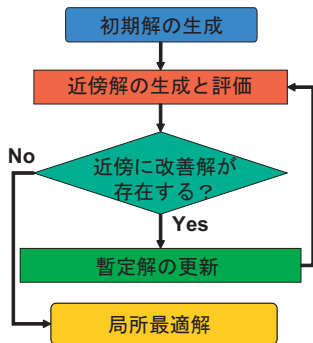 初期解の生成
近傍解の生成と評価
No
近傍に改善解が
存在する？
Yes
暫定解の更新
局所最適解